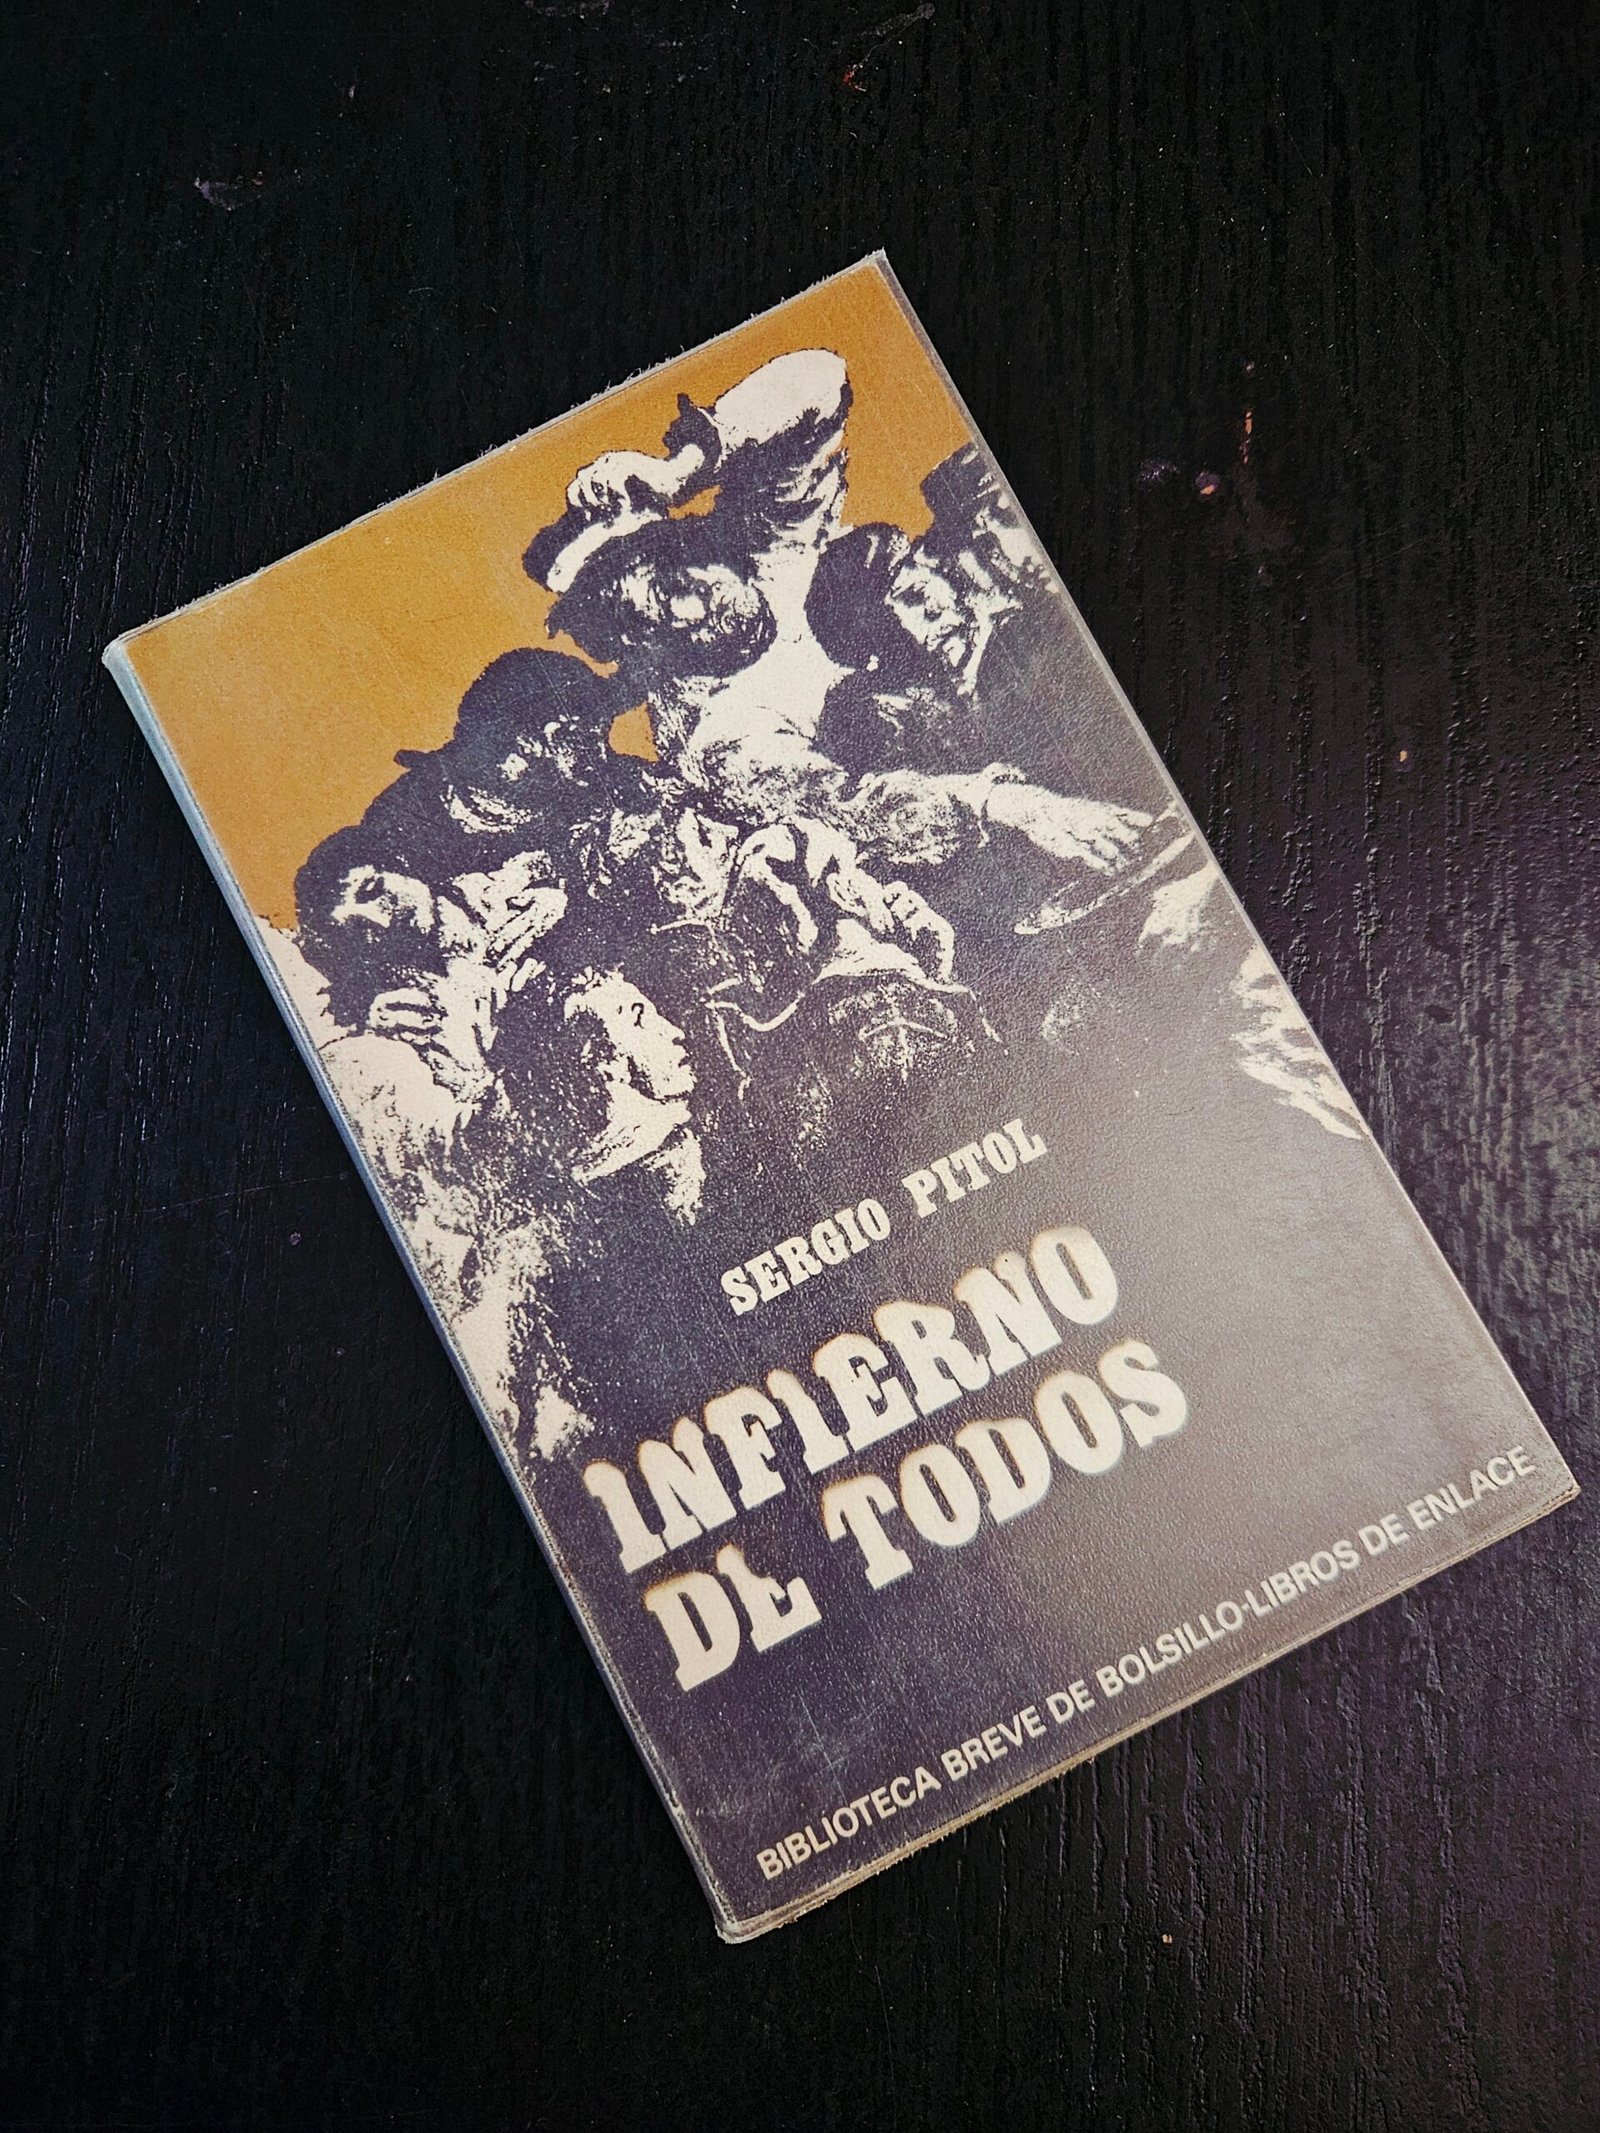 SERGIO PITOL
INFIERNO
DE TODOS
BIBLIOTECA BREVE DE BOLSILLO-LIBROS DE ENLACE